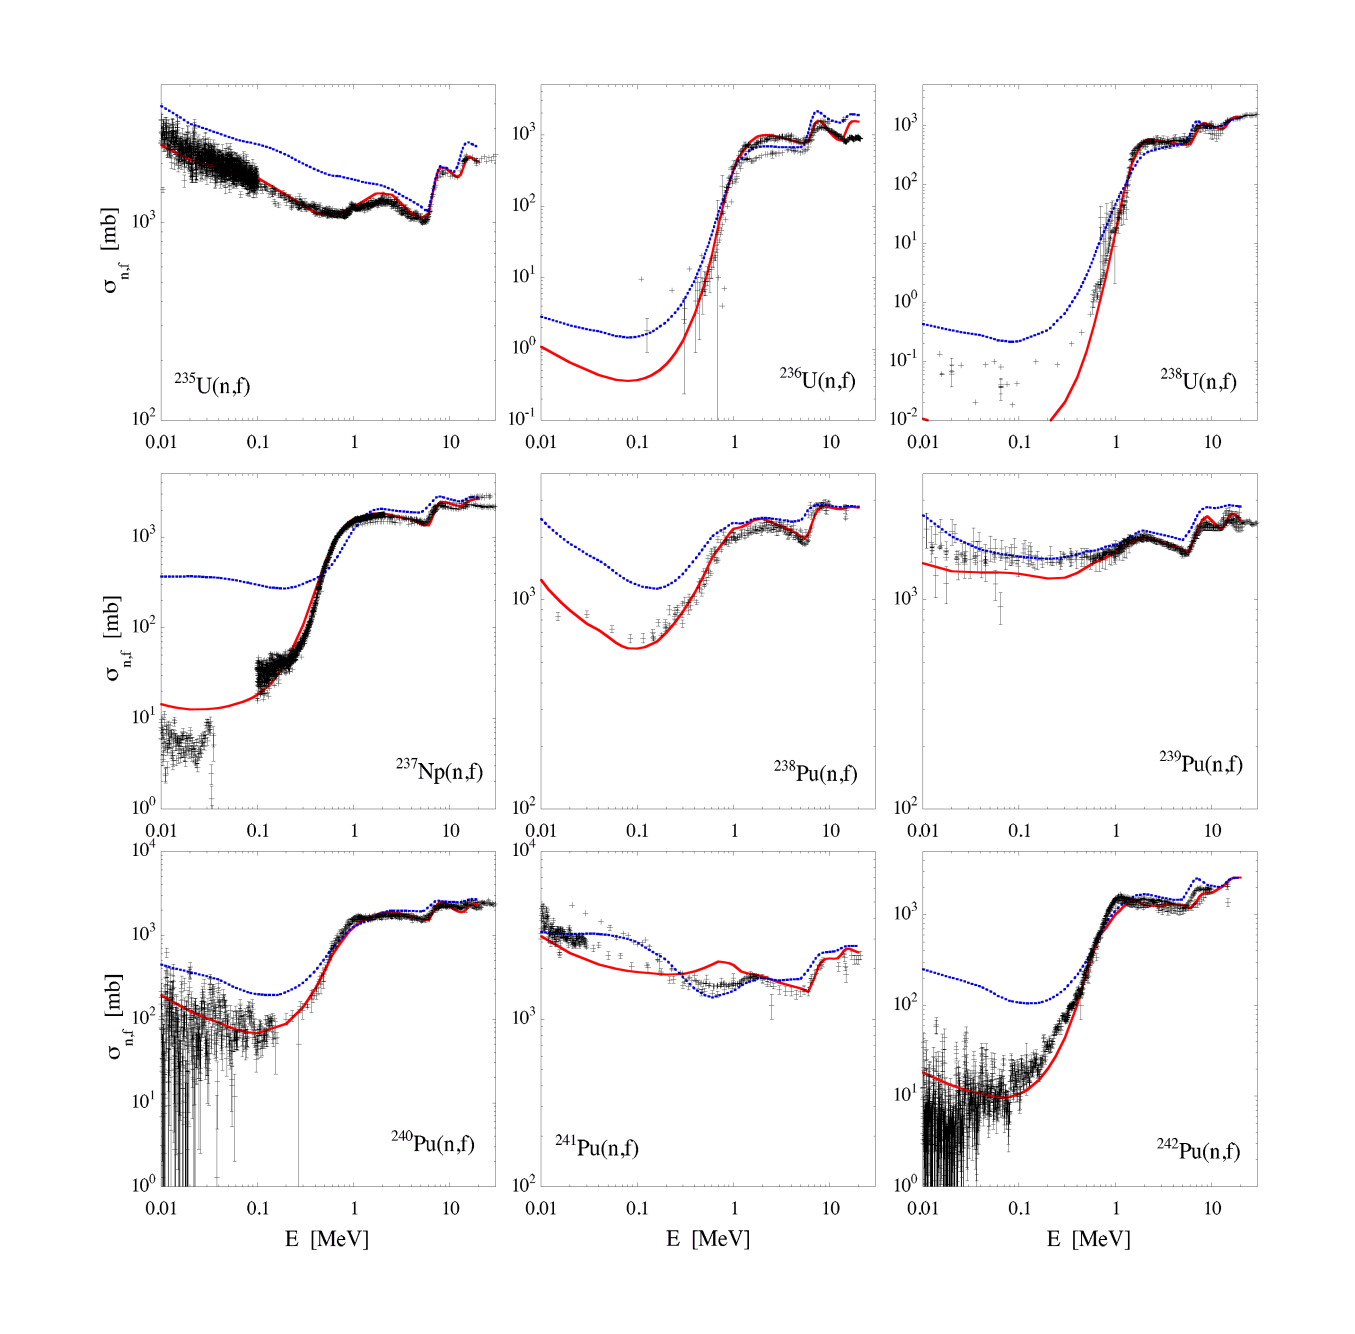 10³
10²
σn,f [mb]
²³⁵U(n,f)
0.01 0.1 1 10
10³
10²
10¹
10⁰
10⁻¹
²³⁶U(n,f)
0.01 0.1 1 10
10³
10²
10¹
10⁰
10⁻¹
10⁻²
²³⁸U(n,f)
0.01 0.1 1 10
10³
10²
10¹
10⁰
σn,f [mb]
²³⁷Np(n,f)
0.01 0.1 1 10
10³
10²
²³⁸Pu(n,f)
0.01 0.1 1 10
10³
10²
²³⁹Pu(n,f)
0.01 0.1 1 10
10⁴
10³
10²
10¹
10⁰
σn,f [mb]
²⁴⁰Pu(n,f)
0.01 0.1 1 10
E [MeV]
10⁴
10³
10²
²⁴¹Pu(n,f)
0.01 0.1 1 10
E [MeV]
10³
10²
10¹
10⁰
²⁴²Pu(n,f)
0.01 0.1 1 10
E [MeV]